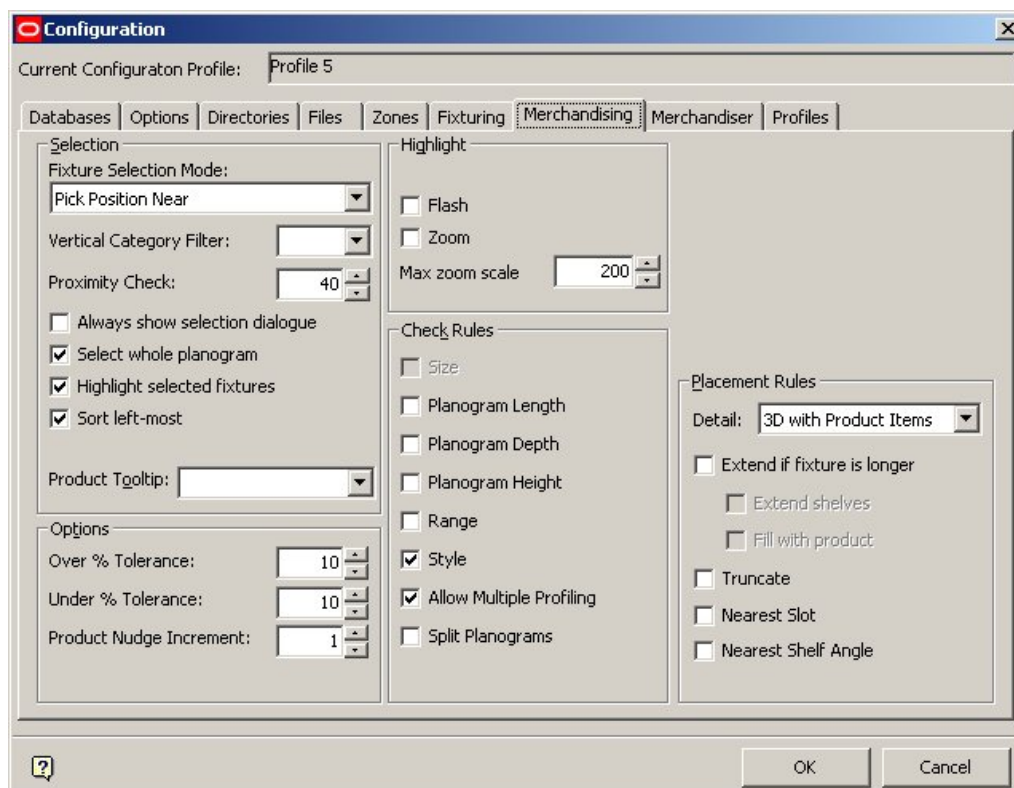 Configuration
Current Configuraton Profile: Profile 5
Databases Options Directories Files Zones Fixturing Merchandising Merchandiser Profiles
Selection
Fixture Selection Mode:
Pick Position Near
Vertical Category Filter:
Proximity Check: 40
Always show selection dialogue
Select whole planogram
Highlight selected fixtures
Sort left-most
Product Tooltip:
Options
Over % Tolerance: 10
Under % Tolerance: 10
Product Nudge Increment: 1
Highlight
Flash
Zoom
Max zoom scale 200
Check Rules
Size
Planogram Length
Planogram Depth
Planogram Height
Range
Style
Allow Multiple Profiling
Split Planograms
Placement Rules
Detail: 3D with Product Items
Extend if fixture is longer
Extend shelves
Fill with product
Truncate
Nearest Slot
Nearest Shelf Angle
?
OK Cancel